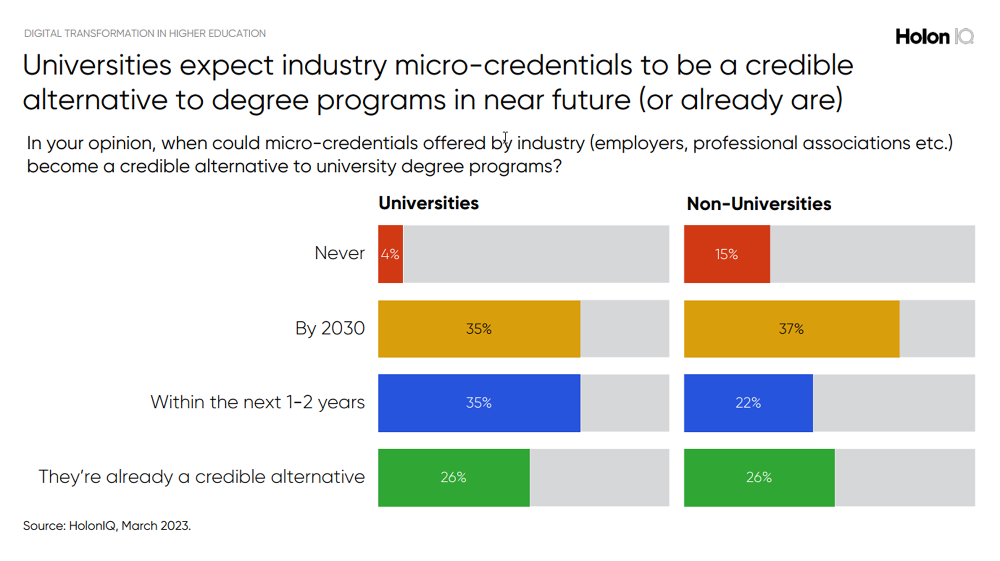 DIGITAL TRANSFORMATION IN HIGHER EDUCATION
Holon IQ
Universities expect industry micro-credentials to be a credible
alternative to degree programs in near future (or already are)
In your opinion, when could micro-credentials offered by industry (employers, professional associations etc.)
become a credible alternative to university degree programs?
Universities
Non-Universities
Never
4%
15%
By 2030
35%
37%
Within the next 1-2 years
35%
22%
They’re already a credible alternative
26%
26%
Source: HolonIQ, March 2023.